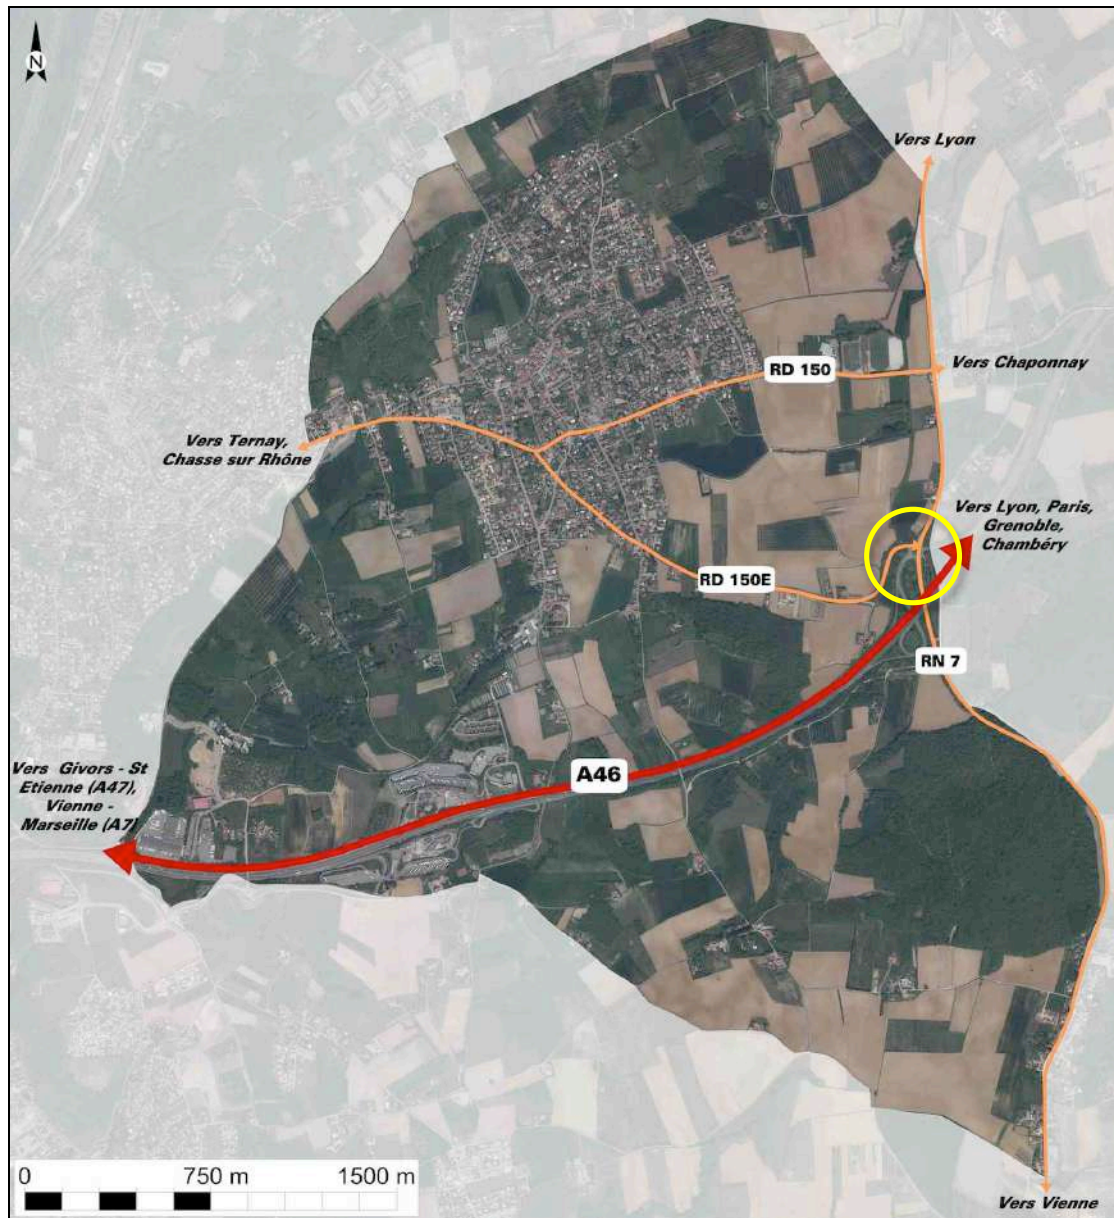 N
Vers Lyon
RD 150
Vers Chaponnay
Vers Ternay,
Chasse sur Rhône
Vers Lyon, Paris,
Grenoble,
Chambéry
RD 150E
RN 7
Vers Givors - St
Etienne (A47),
Vienne -
Marseille (A7)
A46
0 750 m 1500 m
Vers Vienne